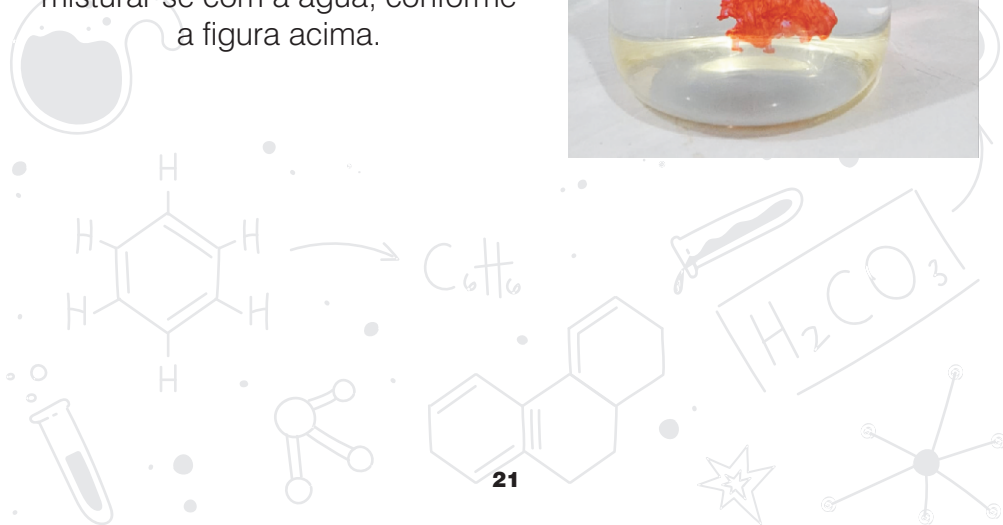 misturar-se com a água, conforme
a figura acima.
H
H
H
C₆H₆
H₂CO₃
H
H
H
21